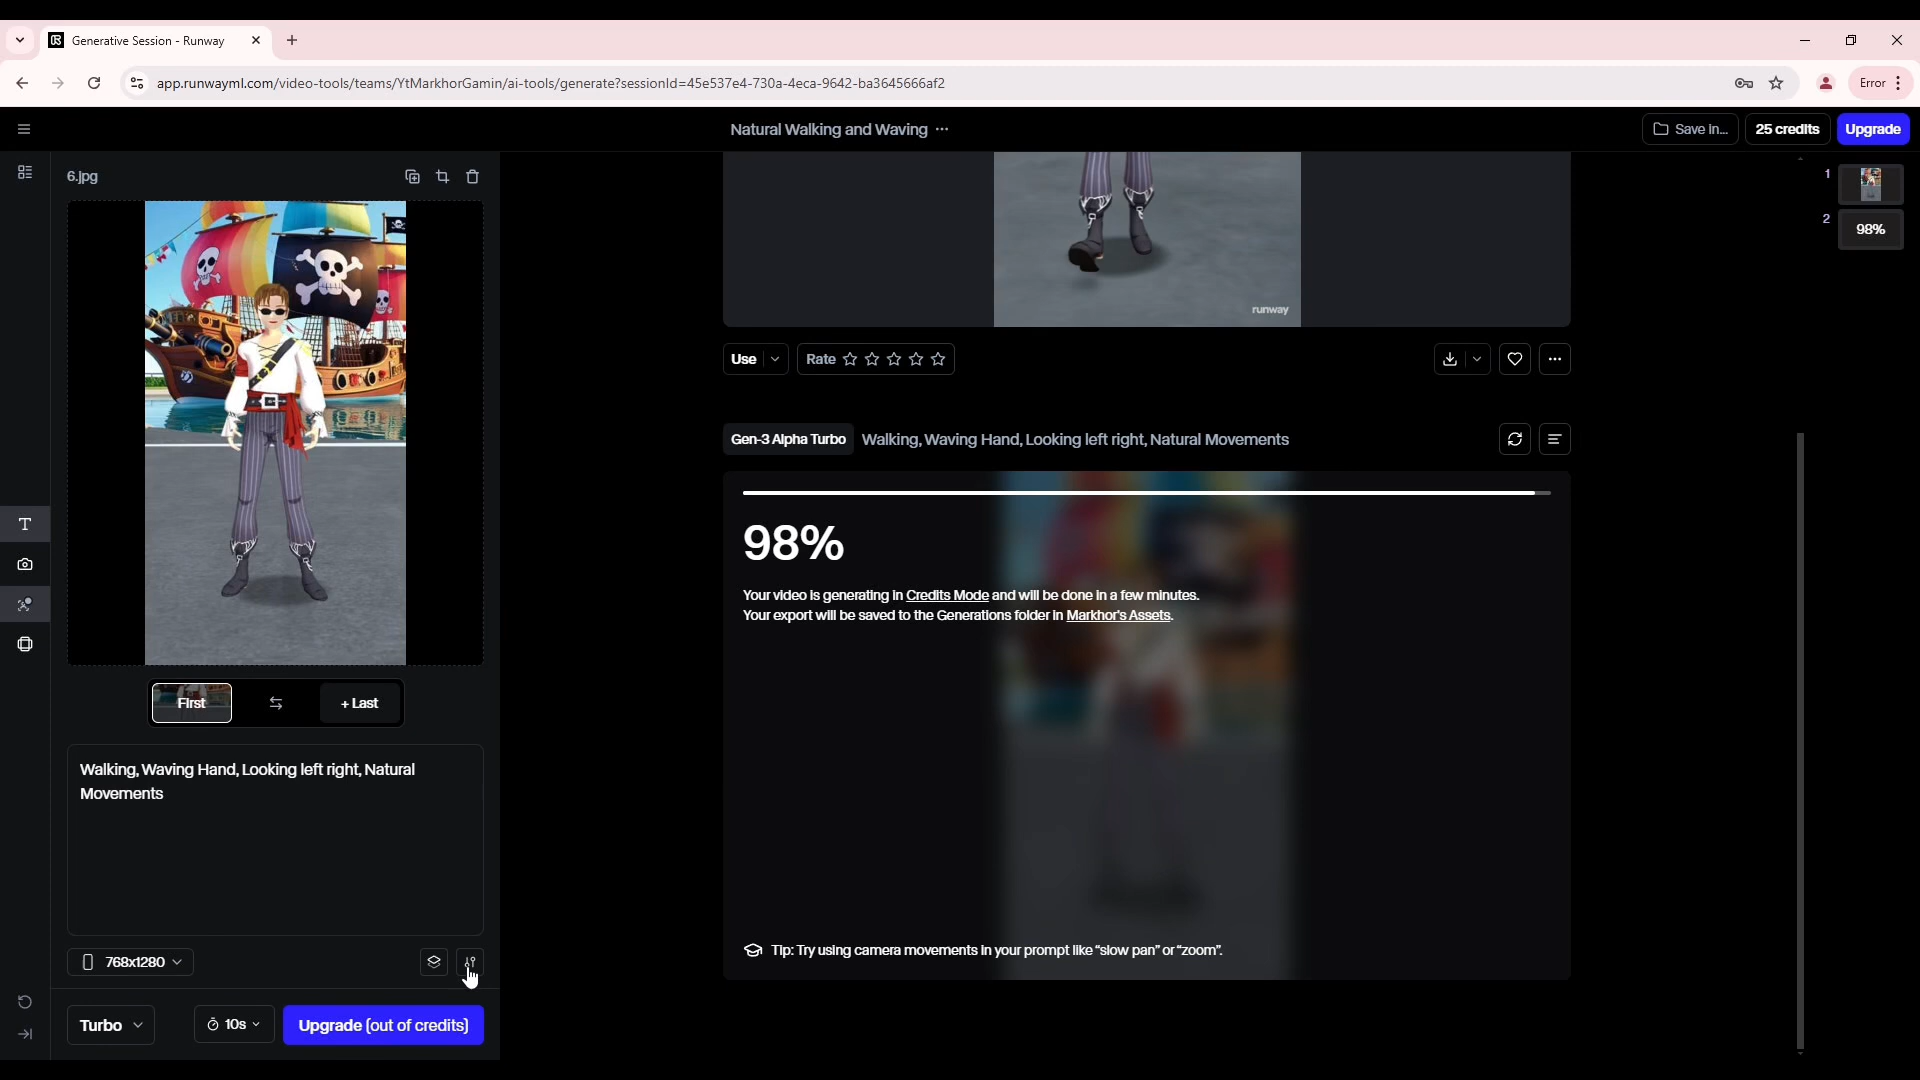 Generative Session - Runway
app.runwayml.com/video-tools/teams/YtMarkhorGamin/ai-tools/generate?sessionId=45e537e4-730a-4eca-9642-ba3645666af2
Error
Natural Walking and Waving
Save in...
25 credits
Upgrade
6.jpg
1
2
98%
runway
Use
Rate
Gen-3 Alpha Turbo
Walking, Waving Hand, Looking left right, Natural Movements
98%
Your video is generating in Credits Mode and will be done in a few minutes.
Your export will be saved to the Generations folder in Markhor's Assets.
Tip: Try using camera movements in your prompt like “slow pan” or “zoom”.
First
+ Last
Walking, Waving Hand, Looking left right, Natural
Movements
768x1280
Turbo
10s
Upgrade (out of credits)